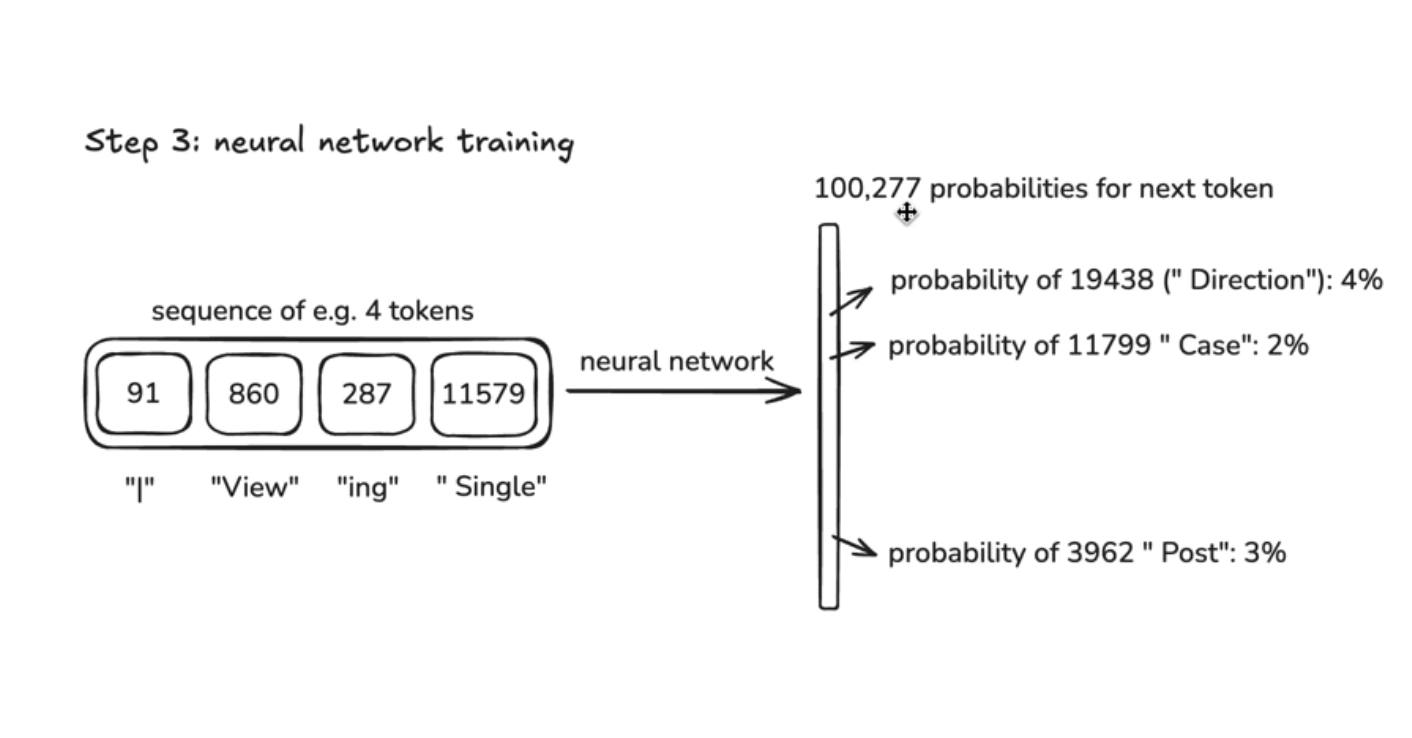 Step 3: neural network training
100,277 probabilities for next token
probability of 19438 (" Direction"): 4%
sequence of e.g. 4 tokens
probability of 11799 " Case": 2%
neural network
91 860 287 11579
"|" "View" "ing" " Single"
probability of 3962 " Post": 3%